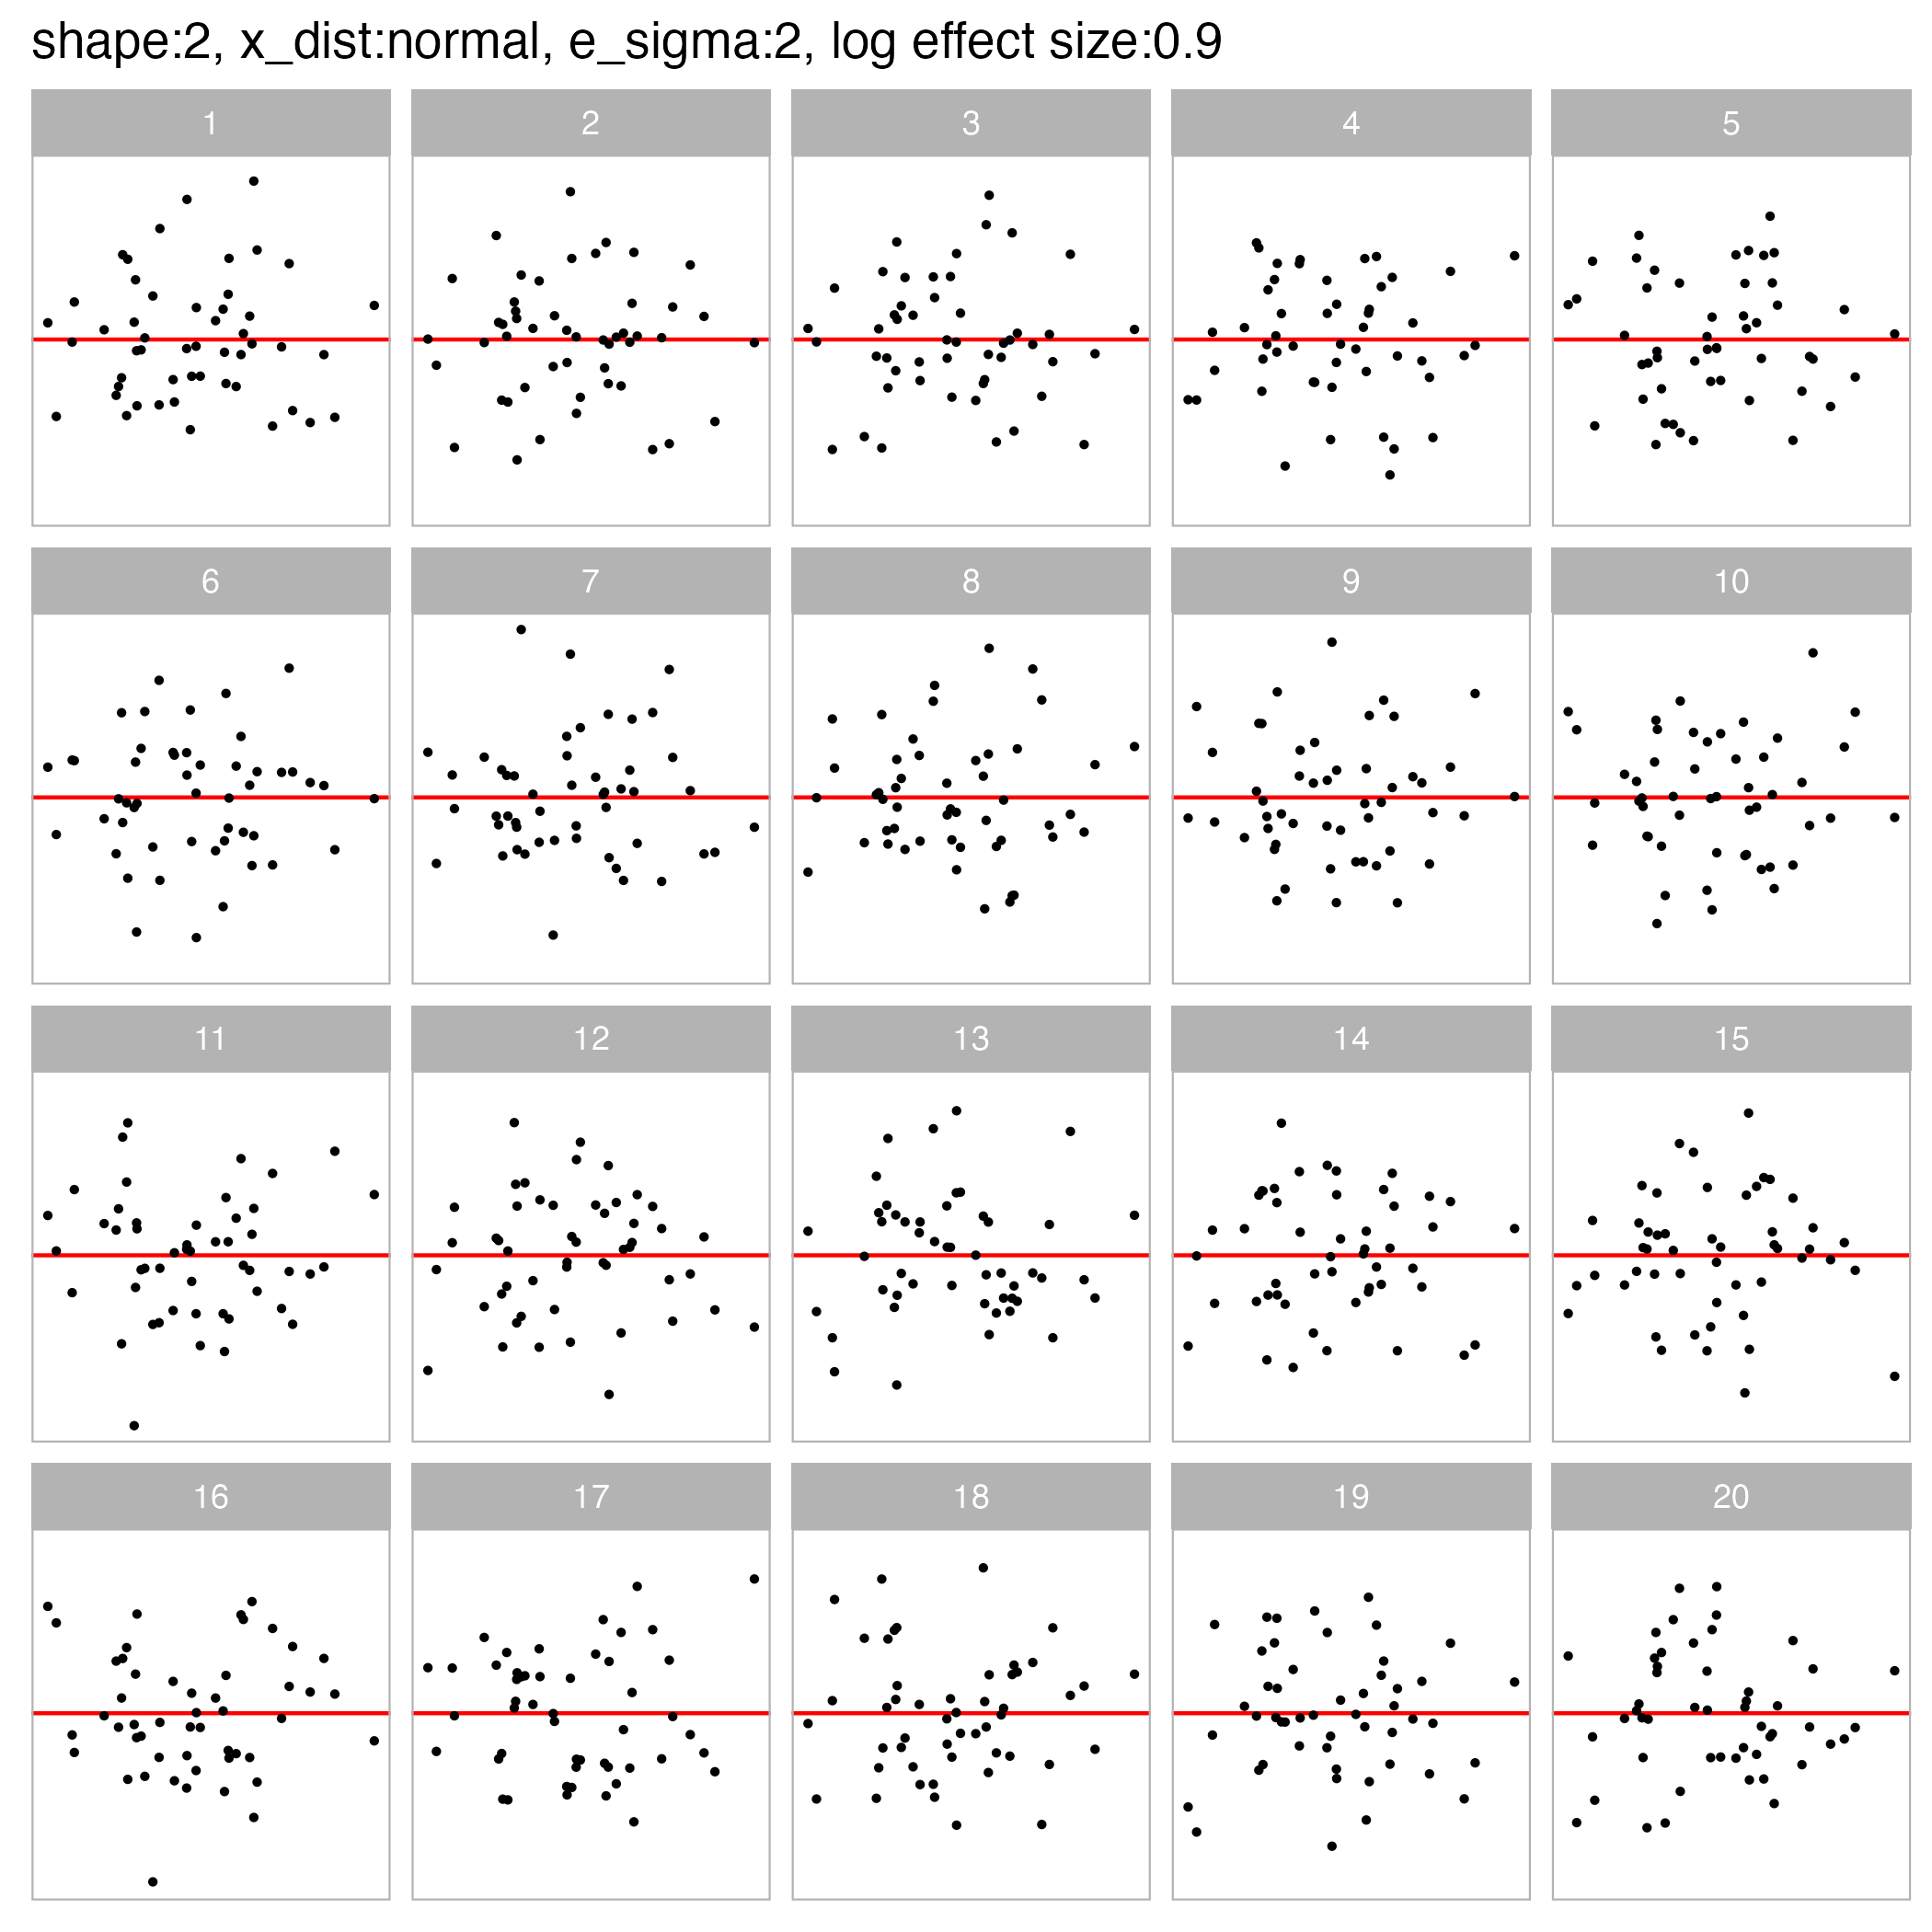 shape:2, x_dist:normal, e_sigma:2, log effect size:0.9
1 2 3 4 5
6 7 8 9 10
11 12 13 14 15
16 17 18 19 20